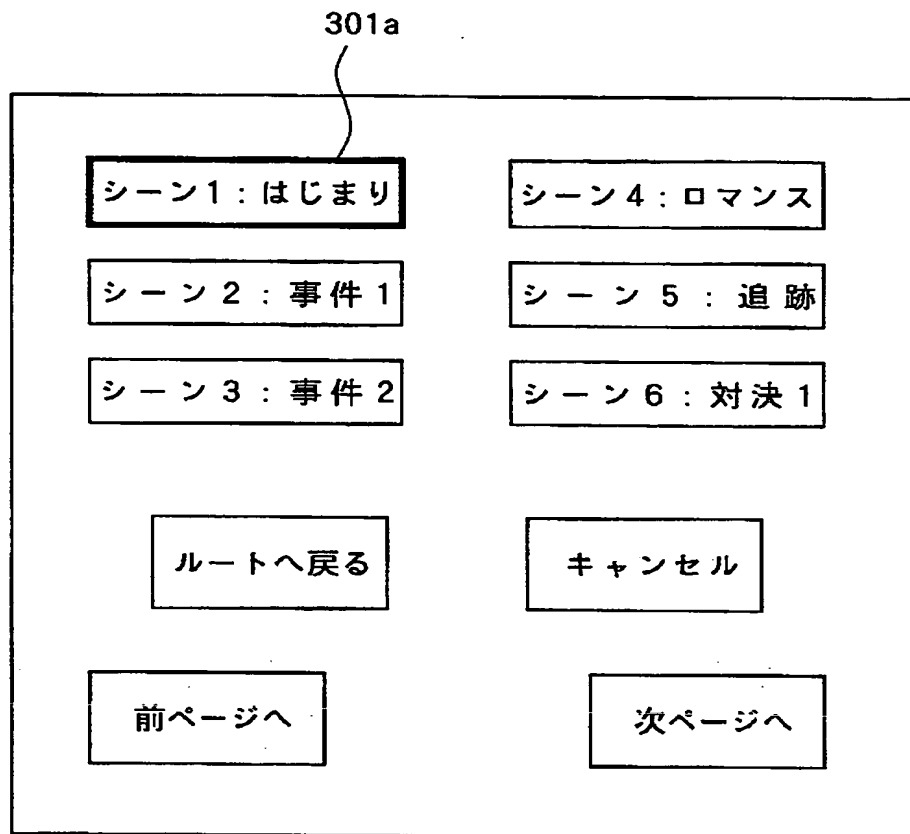 301a
シーン1:はじまり
シーン4:ロマンス
シーン2:事件1
シーン5:追跡
シーン3:事件2
シーン6:対決1
ルートへ戻る
キャンセル
前ページへ
次ページへ